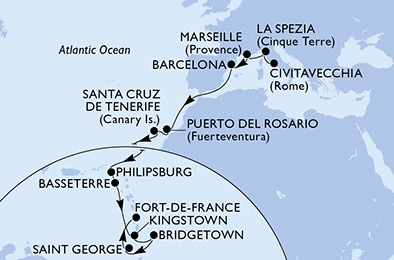 MARSEILLE
(Provence)
LA SPEZIA
(Cinque Terre)
Atlantic Ocean
BARCELONA
CIVITAVECCHIA
(Rome)
SANTA CRUZ
DE TENERIFE
(Canary Is.)
PUERTO DEL ROSARIO
(Fuerteventura)
PHILIPSBURG
BASSETERRE
FORT-DE-FRANCE
KINGSTOWN
BRIDGETOWN
SAINT GEORGE